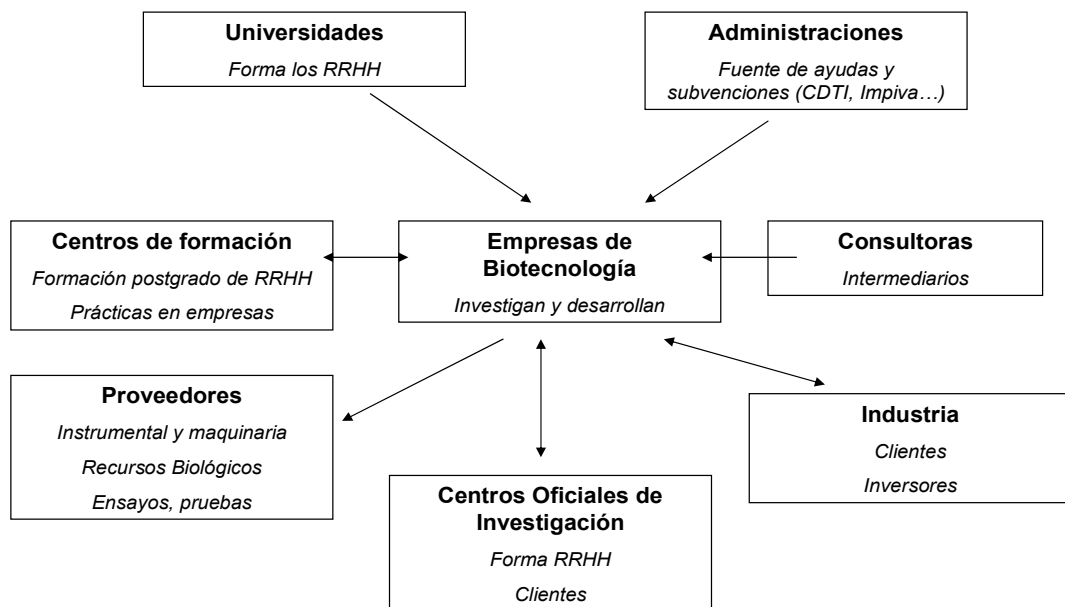 Universidades
Forma los RRHH
Administraciones
Fuente de ayudas y
subvenciones (CDTI, Impiva…)
Centros de formación
Formación postgrado de RRHH
Prácticas en empresas
Empresas de
Biotecnología
Investigan y desarrollan
Consultoras
Intermediarios
Proveedores
Instrumental y maquinaria
Recursos Biológicos
Ensayos, pruebas
Centros Oficiales de
Investigación
Forma RRHH
Clientes
Industria
Clientes
Inversores